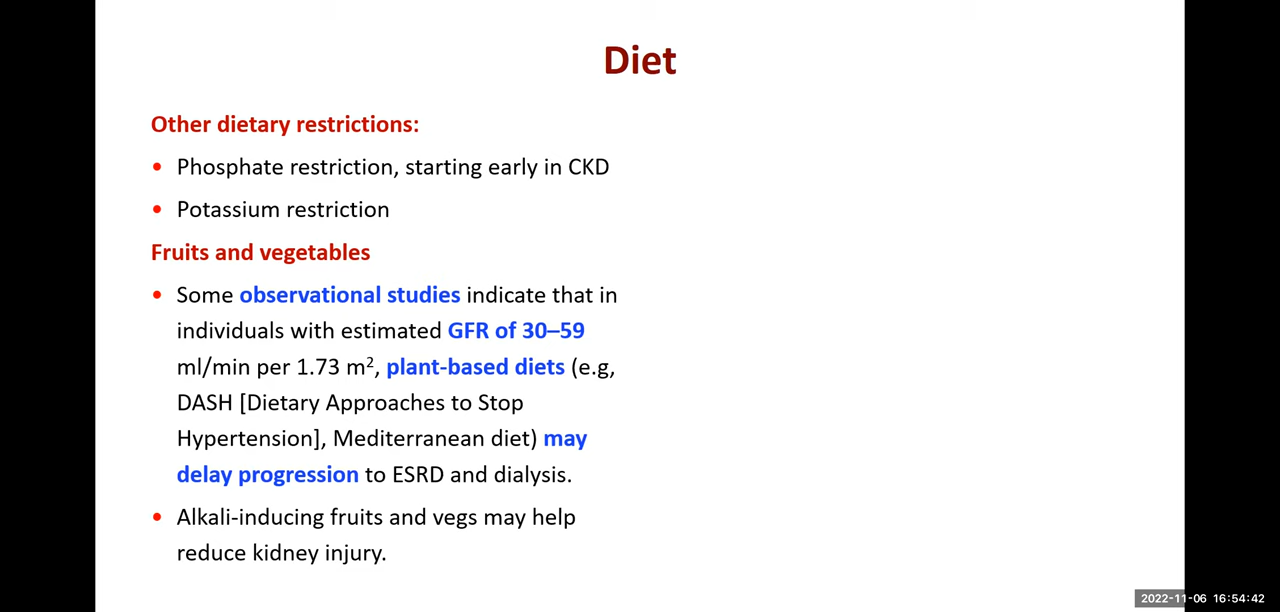 Diet
Other dietary restrictions:
• Phosphate restriction, starting early in CKD
• Potassium restriction
Fruits and vegetables
• Some observational studies indicate that in
individuals with estimated GFR of 30–59
ml/min per 1.73 m², plant-based diets (e.g,
DASH [Dietary Approaches to Stop
Hypertension], Mediterranean diet) may
delay progression to ESRD and dialysis.
• Alkali-inducing fruits and vegs may help
reduce kidney injury.
2022-11-06 16:54:42